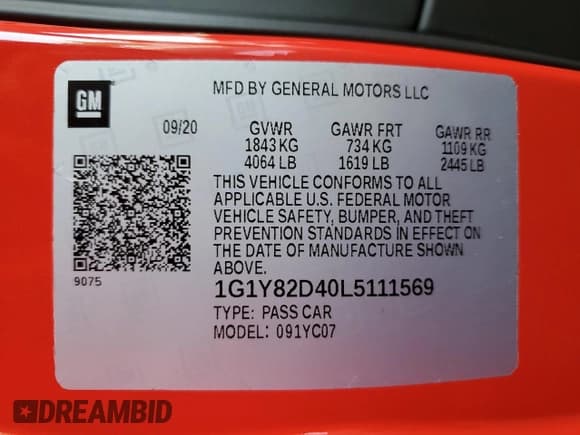 GM
MFD BY GENERAL MOTORS LLC
09/20 GVWR GAWR FRT GAWR RR
1843 KG 734 KG 1109 KG
4064 LB 1619 LB 2445 LB
THIS VEHICLE CONFORMS TO ALL
APPLICABLE U.S. FEDERAL MOTOR
VEHICLE SAFETY, BUMPER, AND THEFT
PREVENTION STANDARDS IN EFFECT ON
THE DATE OF MANUFACTURE SHOWN
ABOVE.
9075
1G1Y82D40L5111569
TYPE: PASS CAR
MODEL: 091YC07
DREAMBID